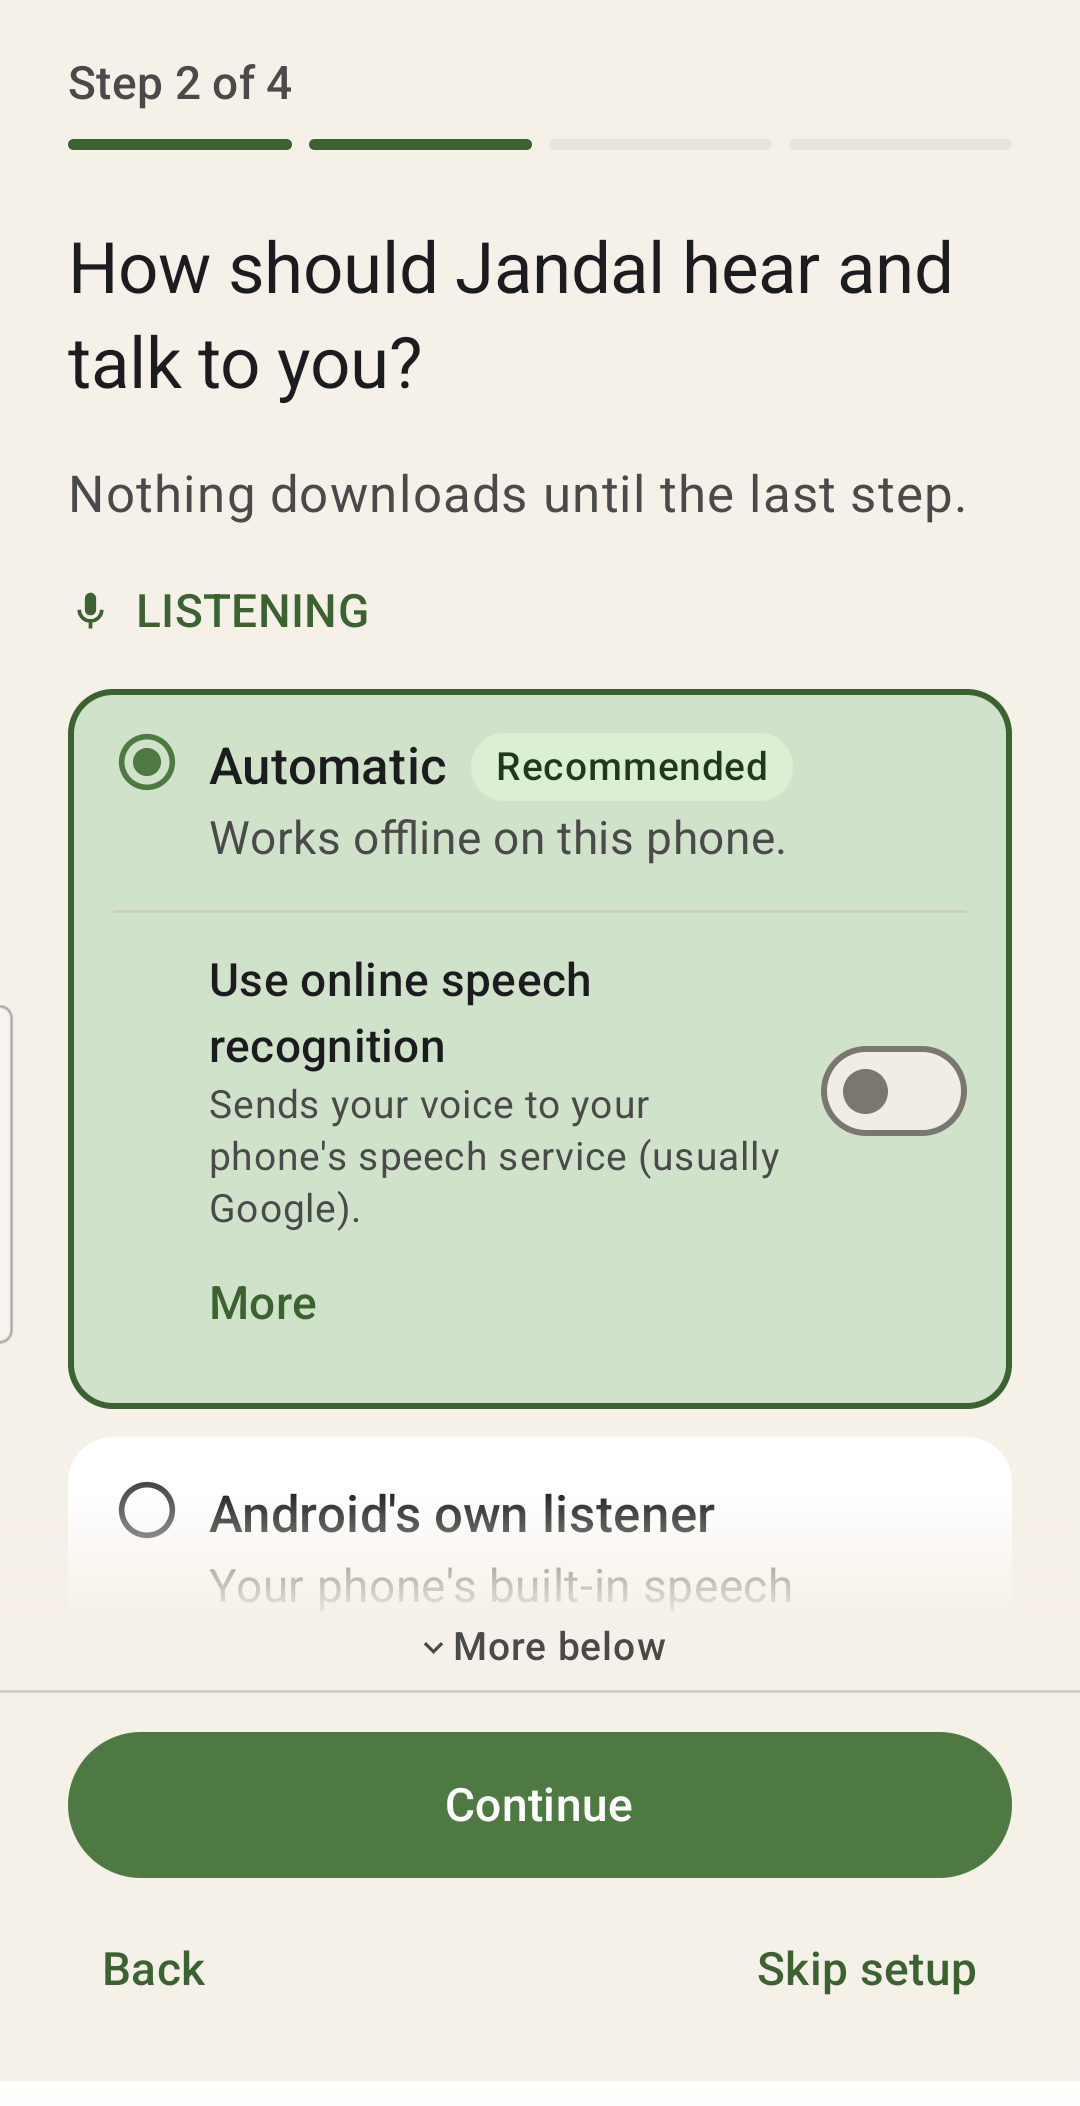 Step 2 of 4
How should Jandal hear and
talk to you?
Nothing downloads until the last step.
LISTENING
Automatic Recommended
Works offline on this phone.
Use online speech
recognition
Sends your voice to your
phone's speech service (usually
Google).
More
Android's own listener
Your phone's built-in speech
More below
Continue
Back Skip setup